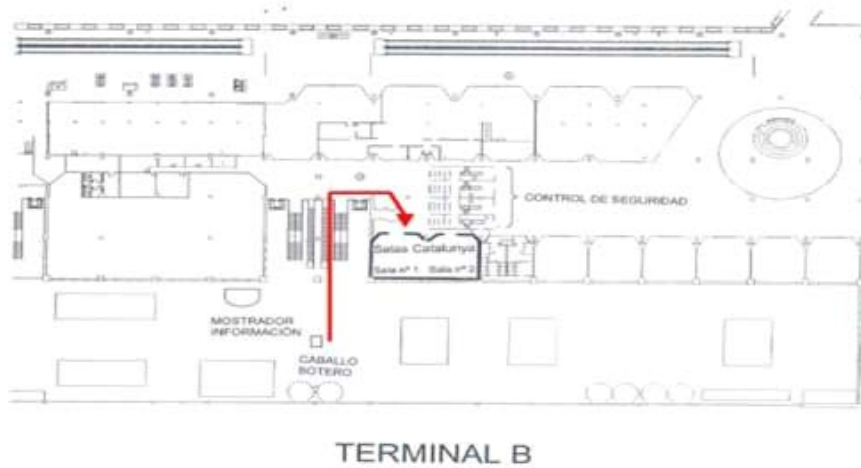 CONTROL DE SEGURIDAD
Salas Catalunya
Sala nº 1 Sala nº 2
MOSTRADOR
INFORMACIÓN
CABALLO
BOTERO
TERMINAL B